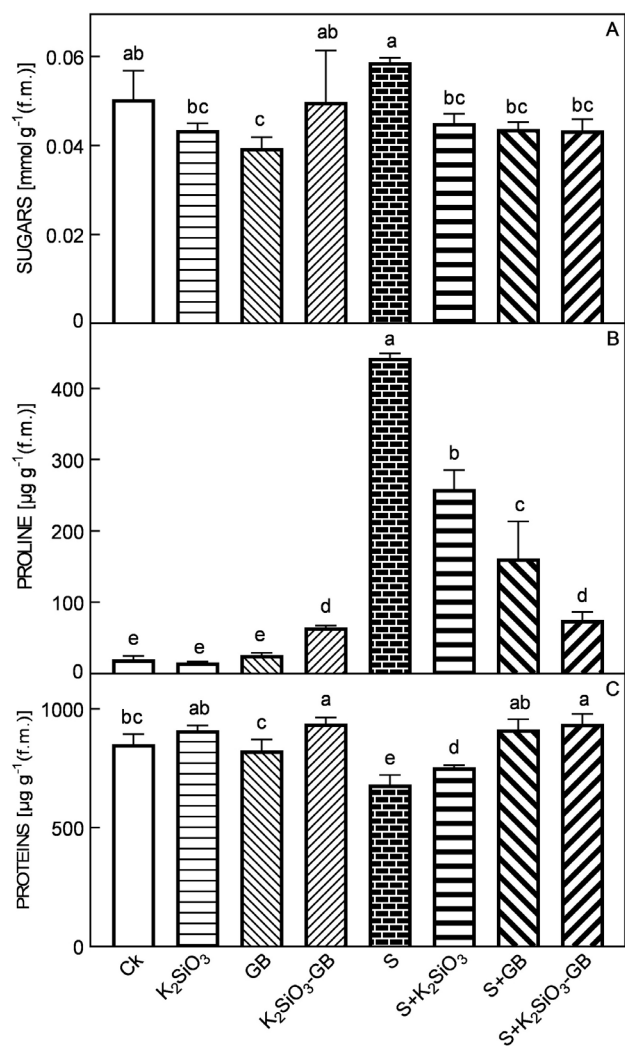 A
SUGARS [mmol g⁻¹(f.m.)]
0.06
0.04
0.02
0
ab
bc
c
ab
a
bc
bc
bc
B
PROLINE [µg g⁻¹(f.m.)]
400
300
200
100
0
e
e
e
d
a
b
c
d
C
PROTEINS [µg g⁻¹(f.m.)]
1000
500
0
bc
ab
c
a
e
d
ab
a
Ck
K₂SiO₃
GB
K₂SiO₃-GB
S
S+K₂SiO₃
S+GB
S+K₂SiO₃-GB